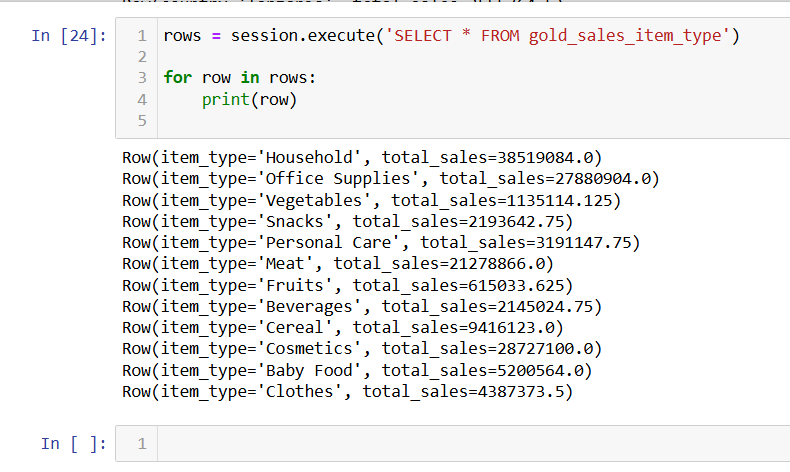 In [24]:
1 rows = session.execute('SELECT * FROM gold_sales_item_type')
2
3 for row in rows:
4     print(row)
5
Row(item_type='Household', total_sales=38519084.0)
Row(item_type='Office Supplies', total_sales=27880904.0)
Row(item_type='Vegetables', total_sales=1135114.125)
Row(item_type='Snacks', total_sales=2193642.75)
Row(item_type='Personal Care', total_sales=3191147.75)
Row(item_type='Meat', total_sales=21278866.0)
Row(item_type='Fruits', total_sales=615033.625)
Row(item_type='Beverages', total_sales=2145024.75)
Row(item_type='Cereal', total_sales=9416123.0)
Row(item_type='Cosmetics', total_sales=28727100.0)
Row(item_type='Baby Food', total_sales=5200564.0)
Row(item_type='Clothes', total_sales=4387373.5)
In [ ]:
1